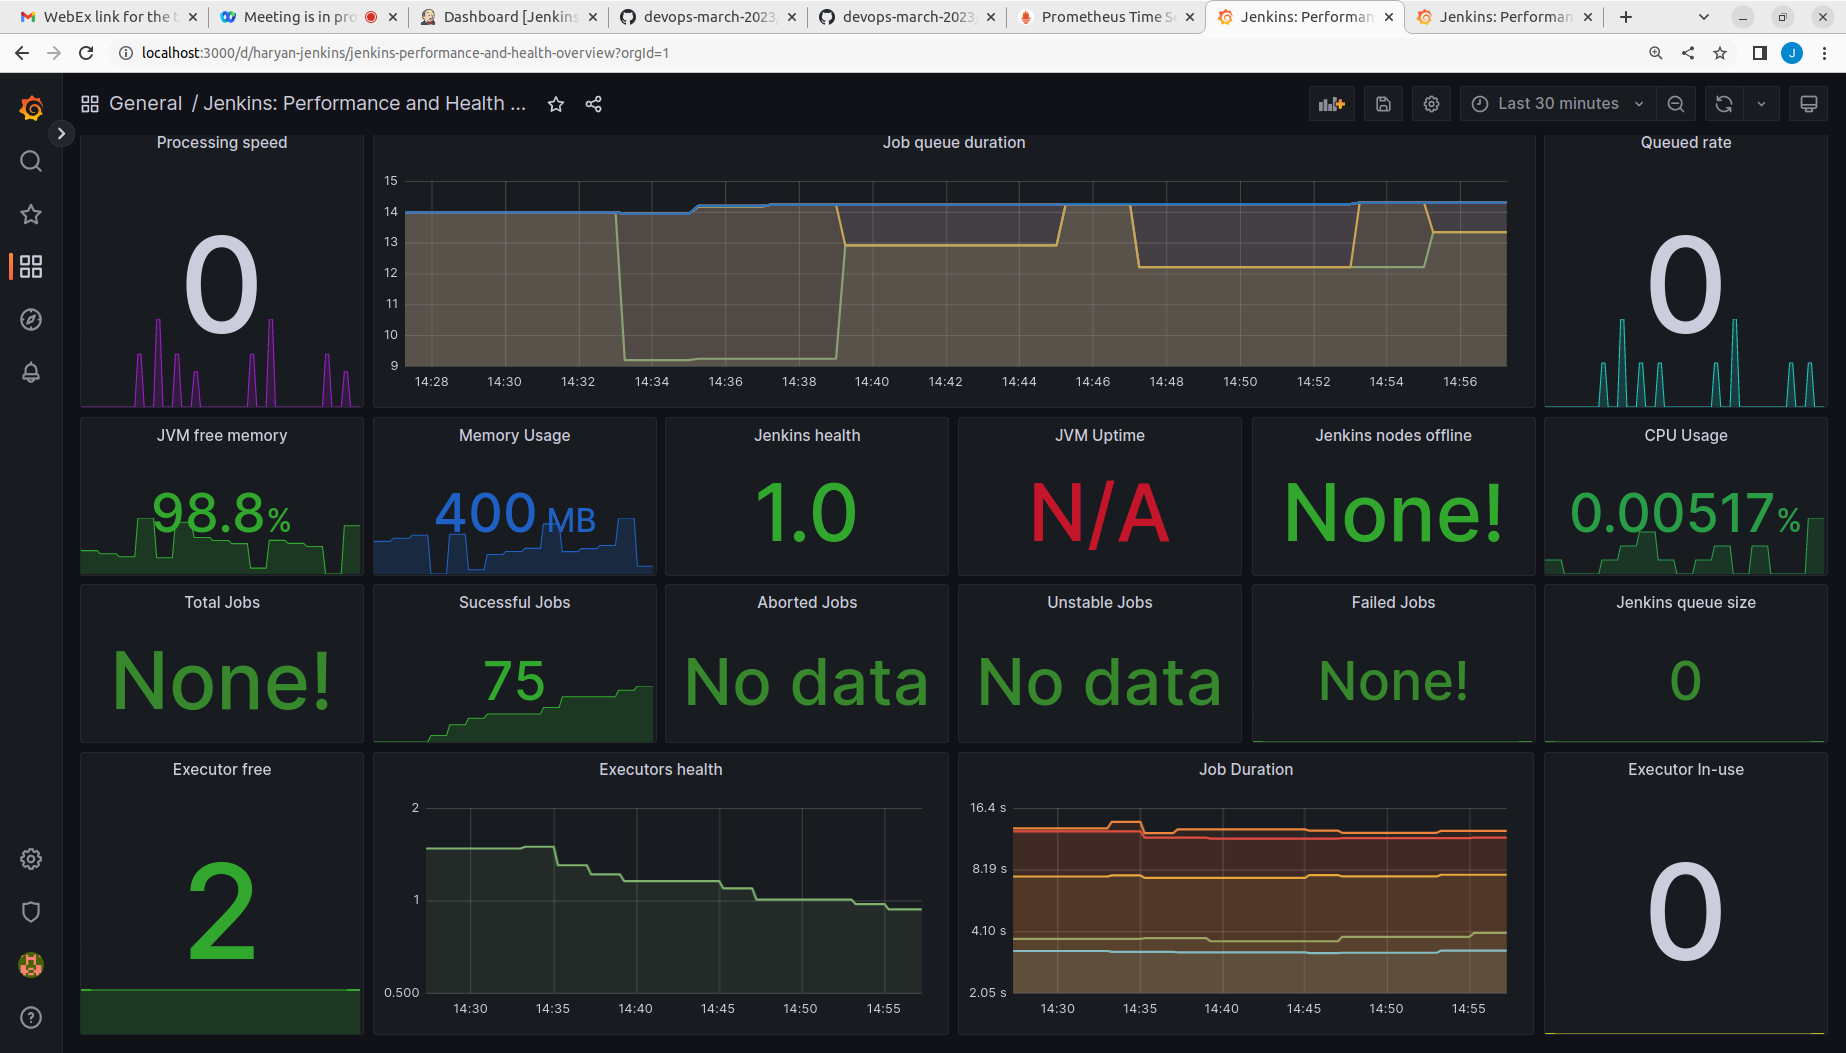 WebEx link for the t
Meeting is in pro
Dashboard [Jenkins
devops-march-2023
devops-march-2023
Prometheus Time S
Jenkins: Performan
Jenkins: Performan
localhost:3000/d/haryan-jenkins/jenkins-performance-and-health-overview?orgId=1
J
General / Jenkins: Performance and Health ...
Last 30 minutes
Processing speed
0
Job queue duration
15
14
13
12
11
10
9
14:28 14:30 14:32 14:34 14:36 14:38 14:40 14:42 14:44 14:46 14:48 14:50 14:52 14:54 14:56
Queued rate
0
JVM free memory
98.8%
Memory Usage
400 MB
Jenkins health
1.0
JVM Uptime
N/A
Jenkins nodes offline
None!
CPU Usage
0.00517%
Total Jobs
None!
Sucessful Jobs
75
Aborted Jobs
No data
Unstable Jobs
No data
Failed Jobs
None!
Jenkins queue size
0
Executor free
2
Executors health
2
1
0.500
14:30 14:35 14:40 14:45 14:50 14:55
Job Duration
16.4 s
8.19 s
4.10 s
2.05 s
14:30 14:35 14:40 14:45 14:50 14:55
Executor In-use
0